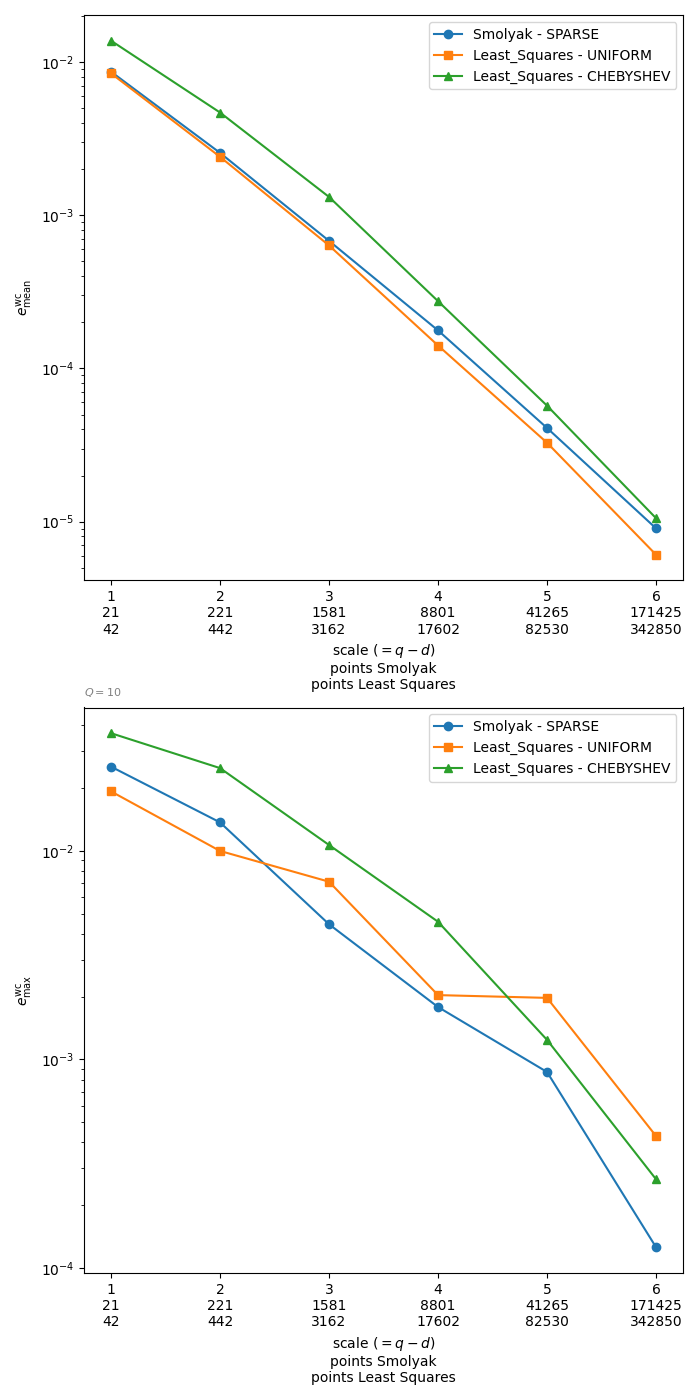 Smolyak - SPARSE
Least_Squares - UNIFORM
Least_Squares - CHEBYSHEV
10⁻²
10⁻³
10⁻⁴
10⁻⁵
e^wc_mean
1 2 3 4 5 6
21 221 1581 8801 41265 171425
42 442 3162 17602 82530 342850
scale (= q − d)
points Smolyak
points Least Squares
Q = 10
Smolyak - SPARSE
Least_Squares - UNIFORM
Least_Squares - CHEBYSHEV
10⁻²
10⁻³
10⁻⁴
e^wc_max
1 2 3 4 5 6
21 221 1581 8801 41265 171425
42 442 3162 17602 82530 342850
scale (= q − d)
points Smolyak
points Least Squares